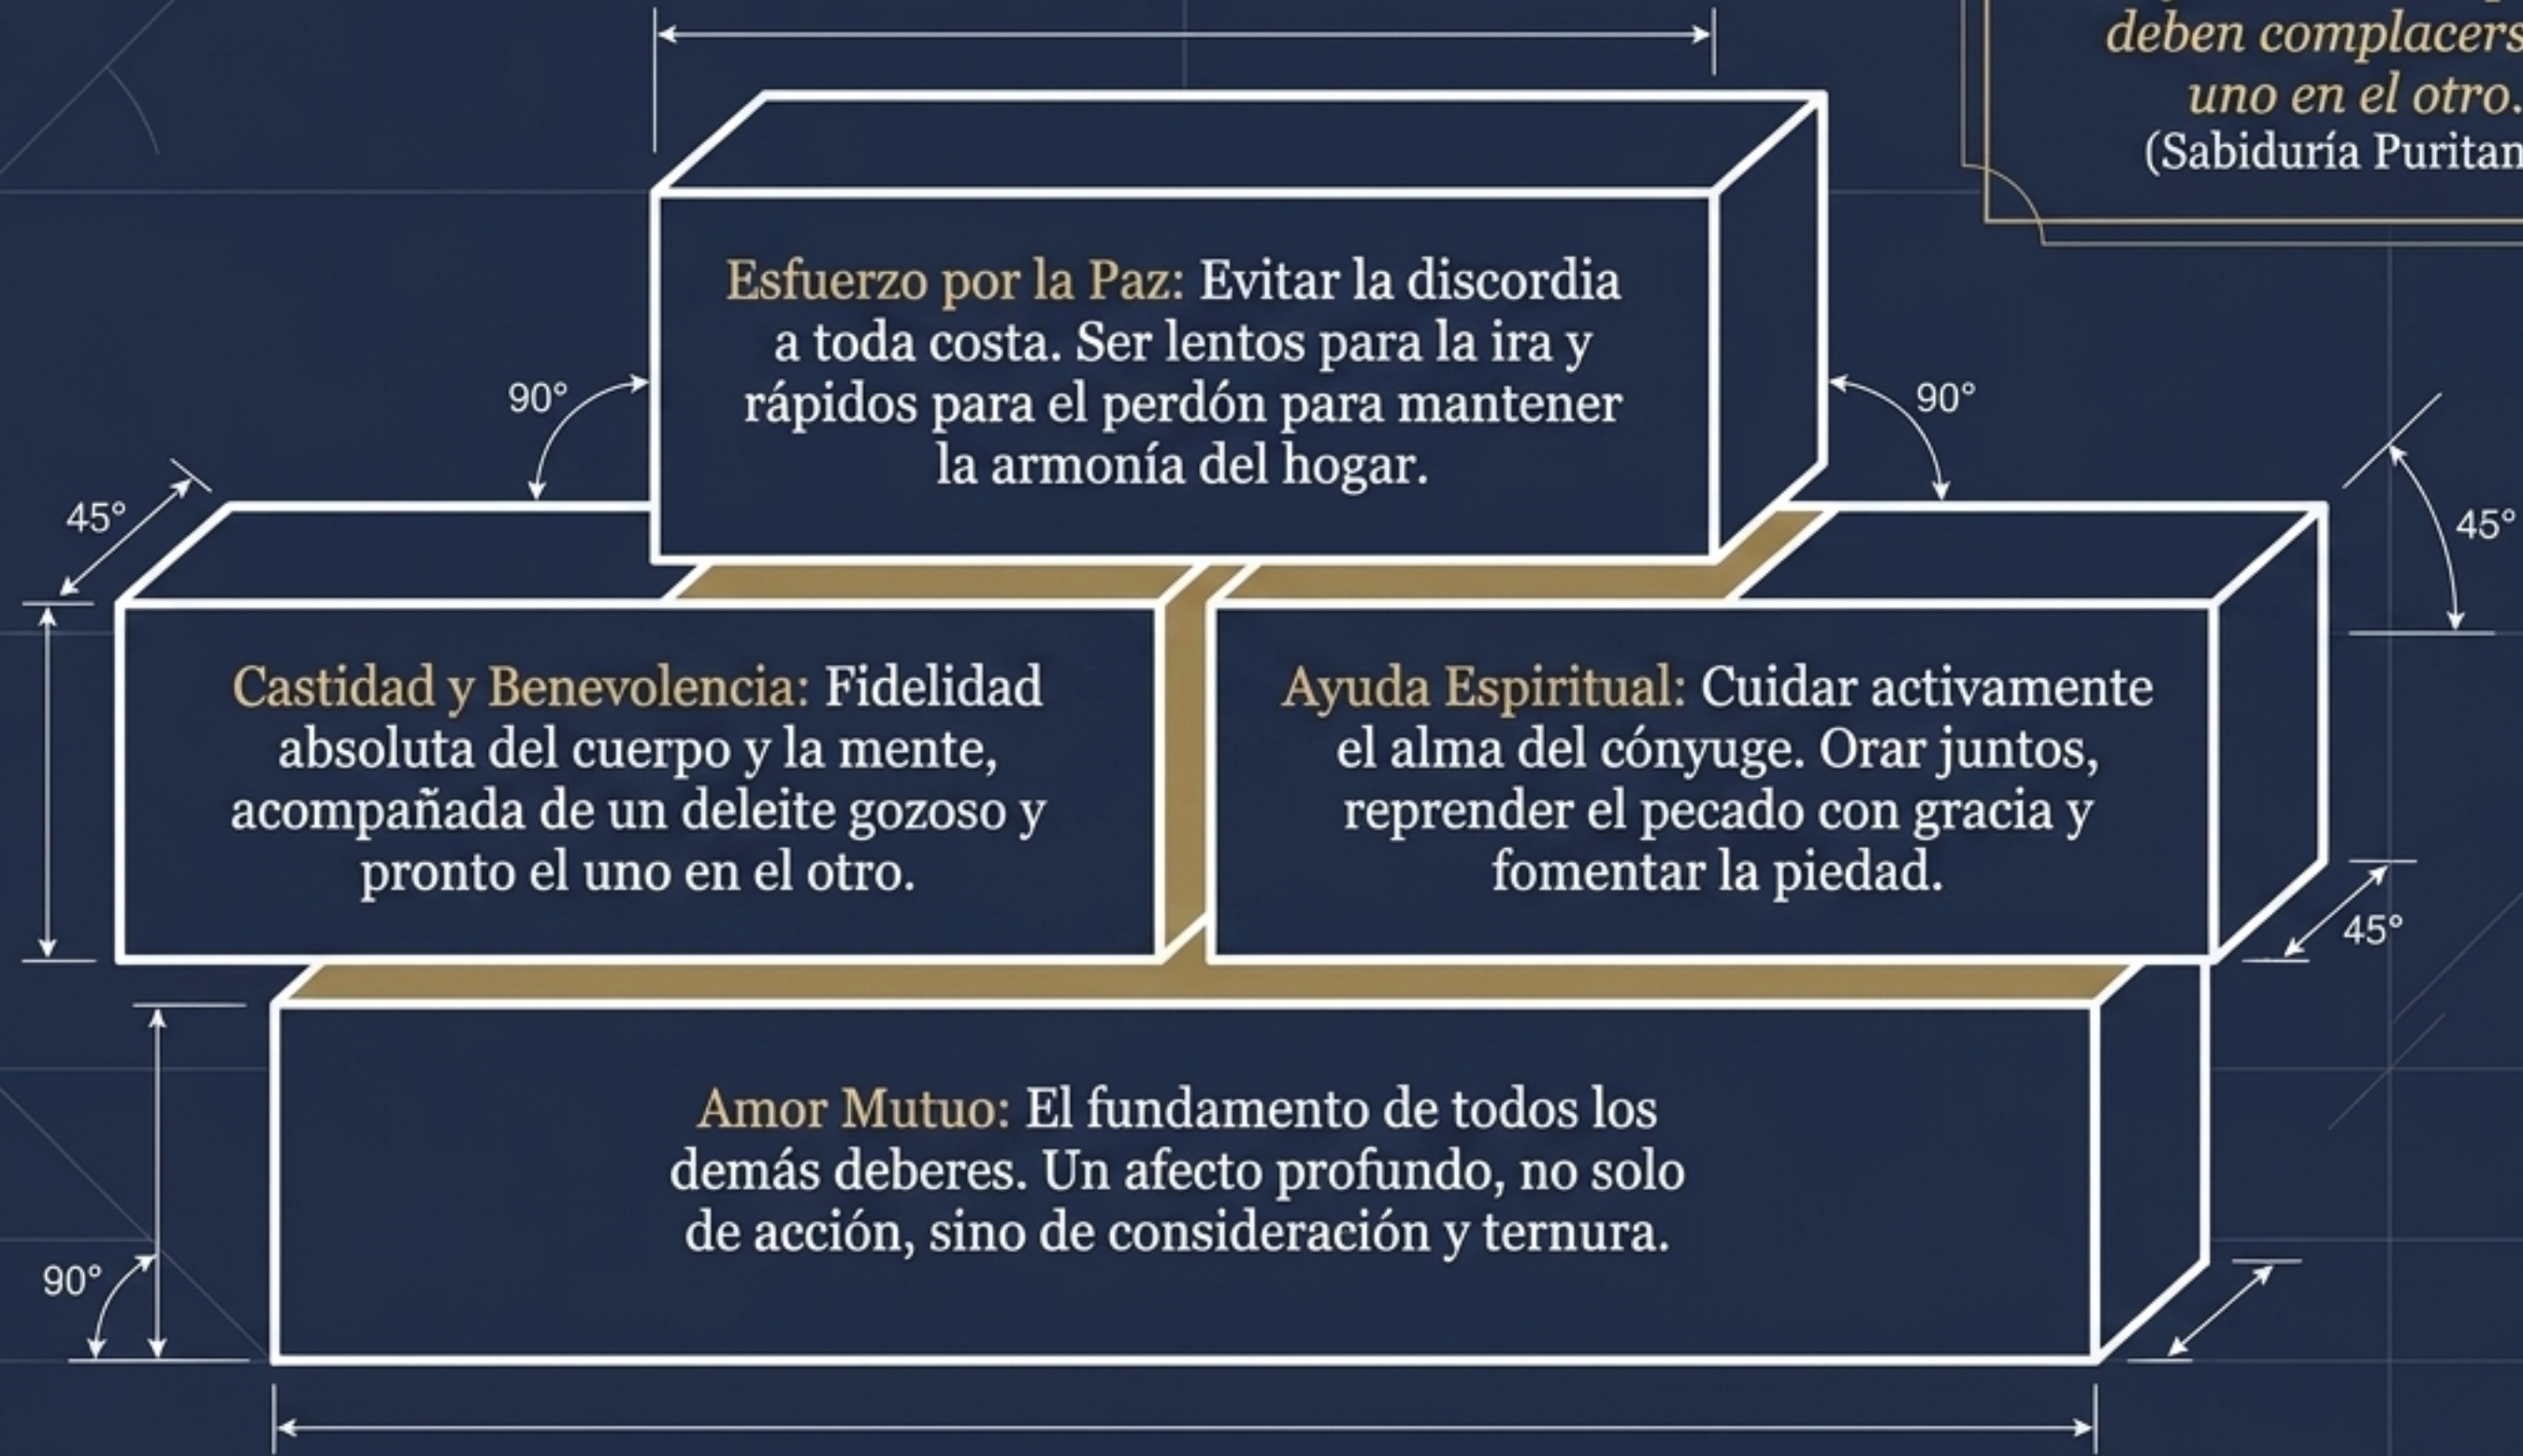 deben complacers
uno en el otro.
(Sabiduría Puritan
Esfuerzo por la Paz: Evitar la discordia
a toda costa. Ser lentos para la ira y
rápidos para el perdón para mantener
la armonía del hogar.
90°
90°
45°
45°
Castidad y Benevolencia: Fidelidad
absoluta del cuerpo y la mente,
acompañada de un deleite gozoso y
pronto el uno en el otro.
Ayuda Espiritual: Cuidar activamente
el alma del cónyuge. Orar juntos,
reprender el pecado con gracia y
fomentar la piedad.
45°
Amor Mutuo: El fundamento de todos los
demás deberes. Un afecto profundo, no solo
de acción, sino de consideración y ternura.
90°